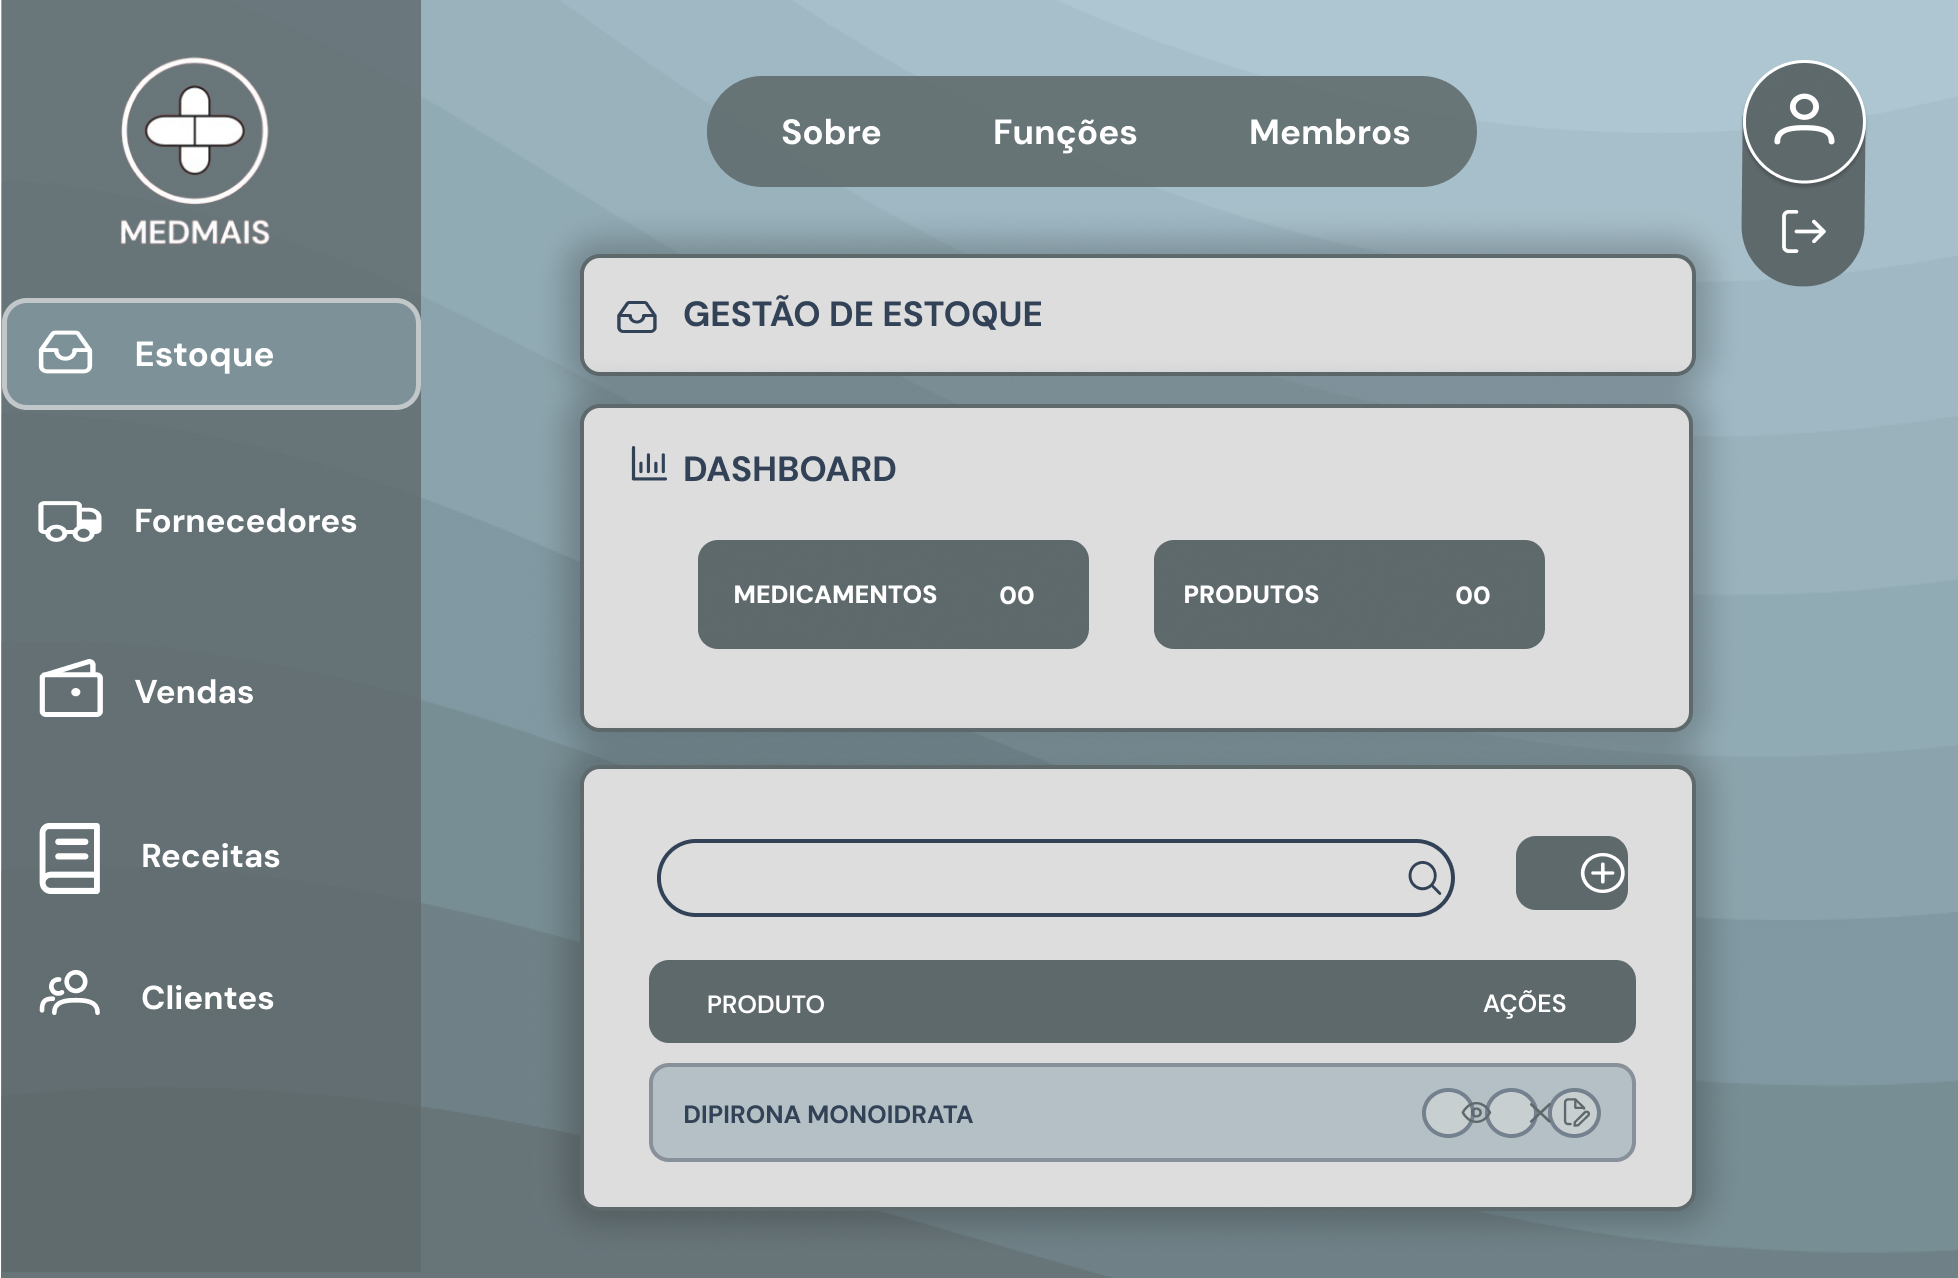 MEDMAIS
Estoque
Fornecedores
Vendas
Receitas
Clientes
Sobre Funções Membros
GESTÃO DE ESTOQUE
DASHBOARD
MEDICAMENTOS 00 PRODUTOS 00
PRODUTO AÇÕES
DIPIRONA MONOIDRATA